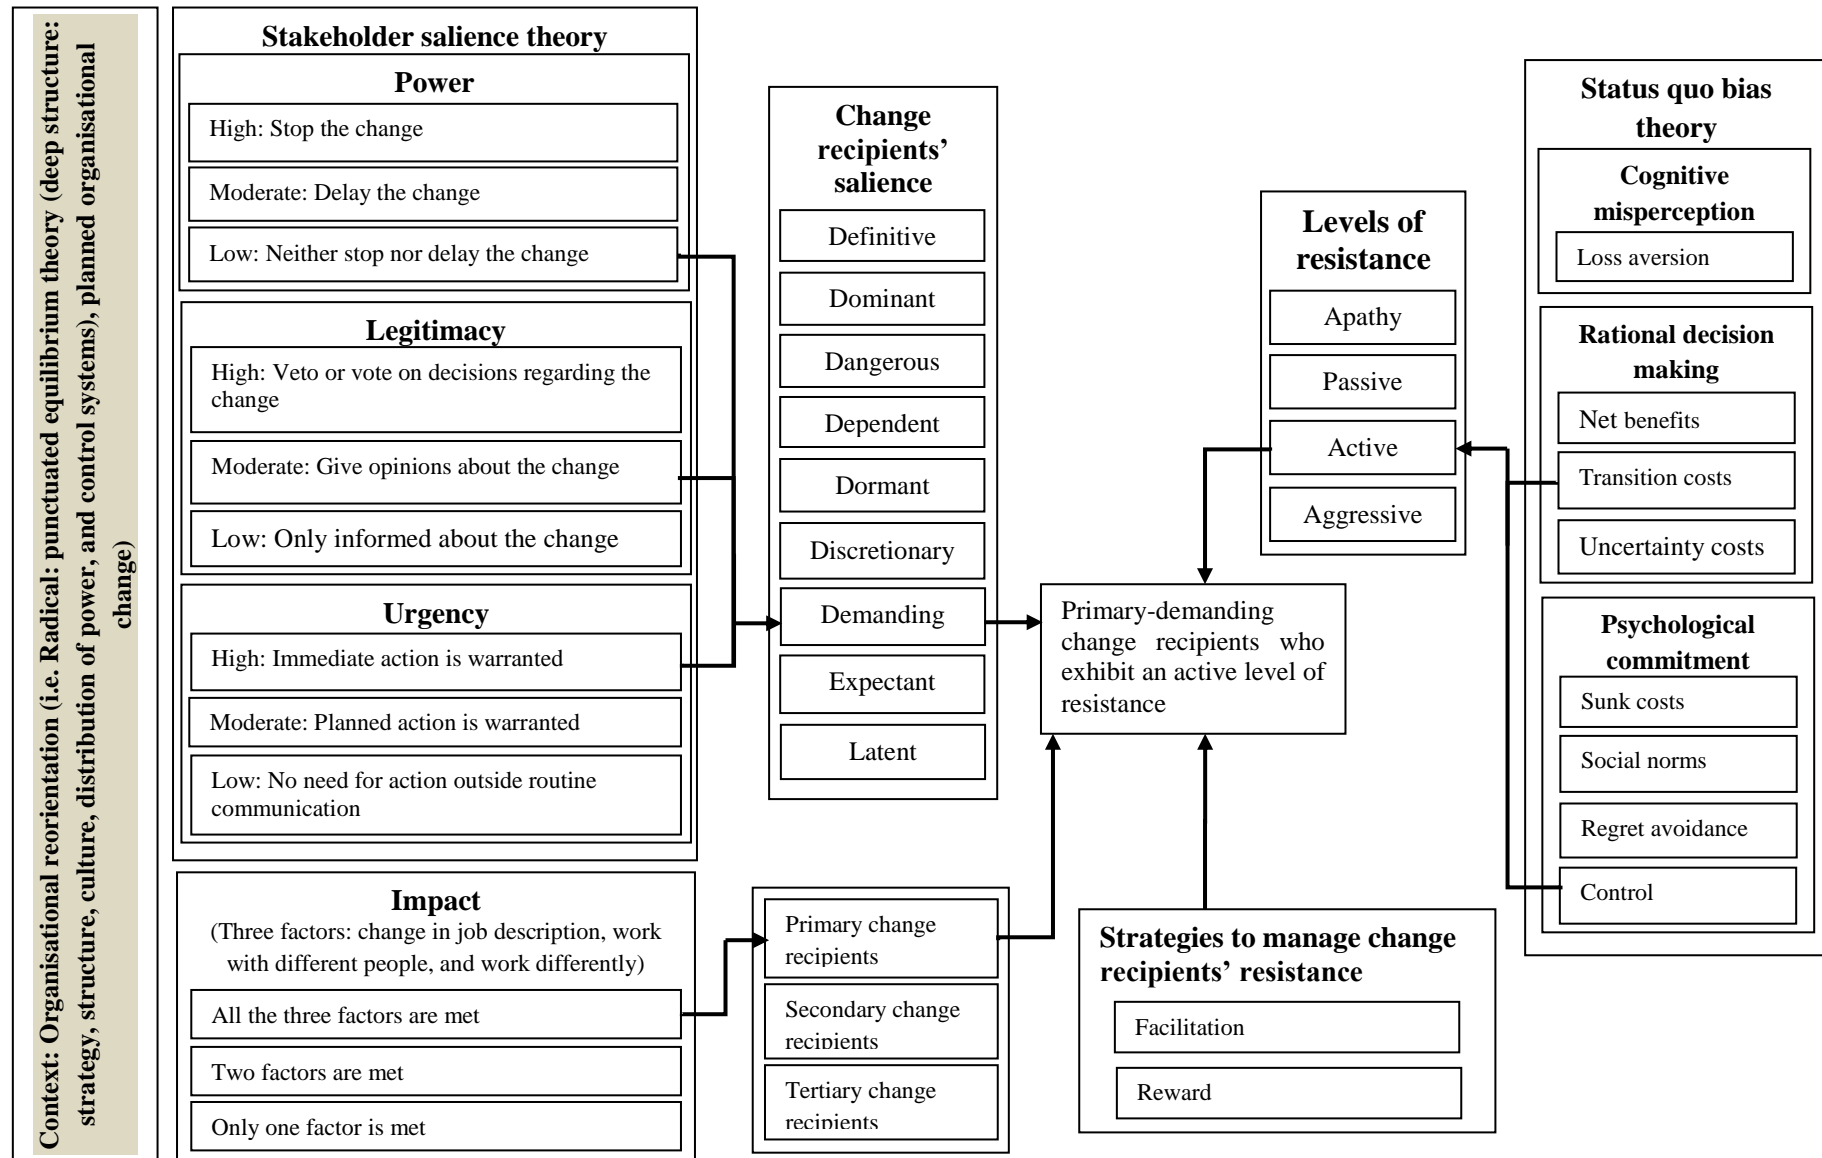 Context: Organisational reorientation (i.e. Radical: punctuated equilibrium theory (deep structure:
strategy, structure, culture, distribution of power, and control systems), planned organisational
change)
Stakeholder salience theory
Power
High: Stop the change
Moderate: Delay the change
Low: Neither stop nor delay the change
Legitimacy
High: Veto or vote on decisions regarding the
change
Moderate: Give opinions about the change
Low: Only informed about the change
Urgency
High: Immediate action is warranted
Moderate: Planned action is warranted
Low: No need for action outside routine
communication
Impact
(Three factors: change in job description, work
with different people, and work differently)
All the three factors are met
Two factors are met
Only one factor is met
Change
recipients’
salience
Definitive
Dominant
Dangerous
Dependent
Dormant
Discretionary
Demanding
Expectant
Latent
Primary change
recipients
Secondary change
recipients
Tertiary change
recipients
Primary-demanding
change recipients who
exhibit an active level of
resistance
Strategies to manage change
recipients’ resistance
Facilitation
Reward
Levels of
resistance
Apathy
Passive
Active
Aggressive
Status quo bias
theory
Cognitive
misperception
Loss aversion
Rational decision
making
Net benefits
Transition costs
Uncertainty costs
Psychological
commitment
Sunk costs
Social norms
Regret avoidance
Control